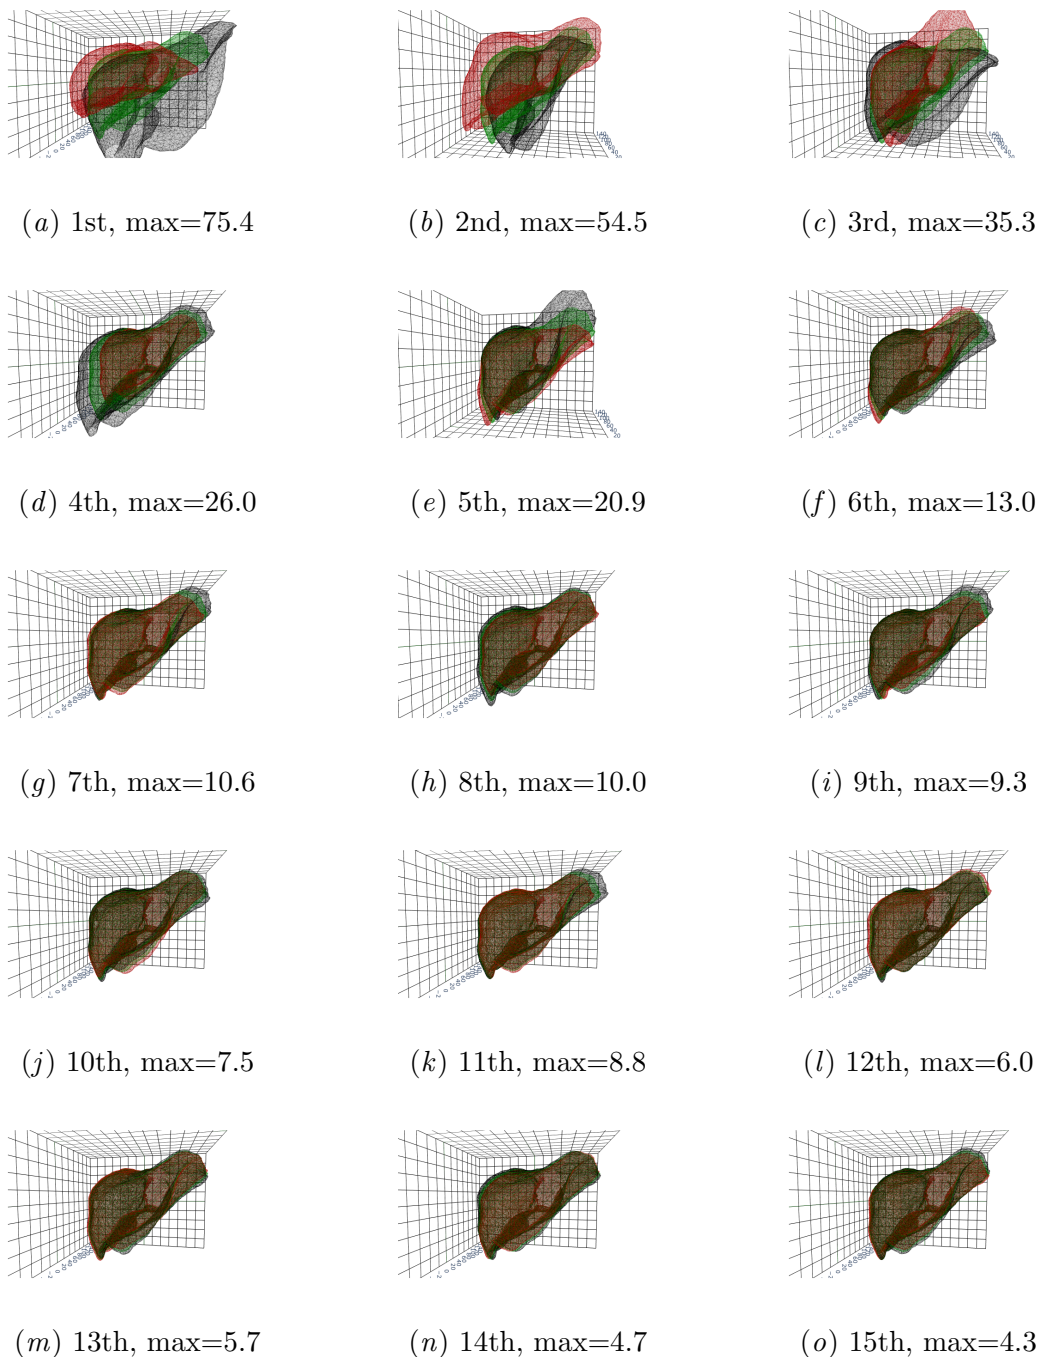 (a) 1st, max=75.4
(b) 2nd, max=54.5
(c) 3rd, max=35.3
(d) 4th, max=26.0
(e) 5th, max=20.9
(f) 6th, max=13.0
(g) 7th, max=10.6
(h) 8th, max=10.0
(i) 9th, max=9.3
(j) 10th, max=7.5
(k) 11th, max=8.8
(l) 12th, max=6.0
(m) 13th, max=5.7
(n) 14th, max=4.7
(o) 15th, max=4.3